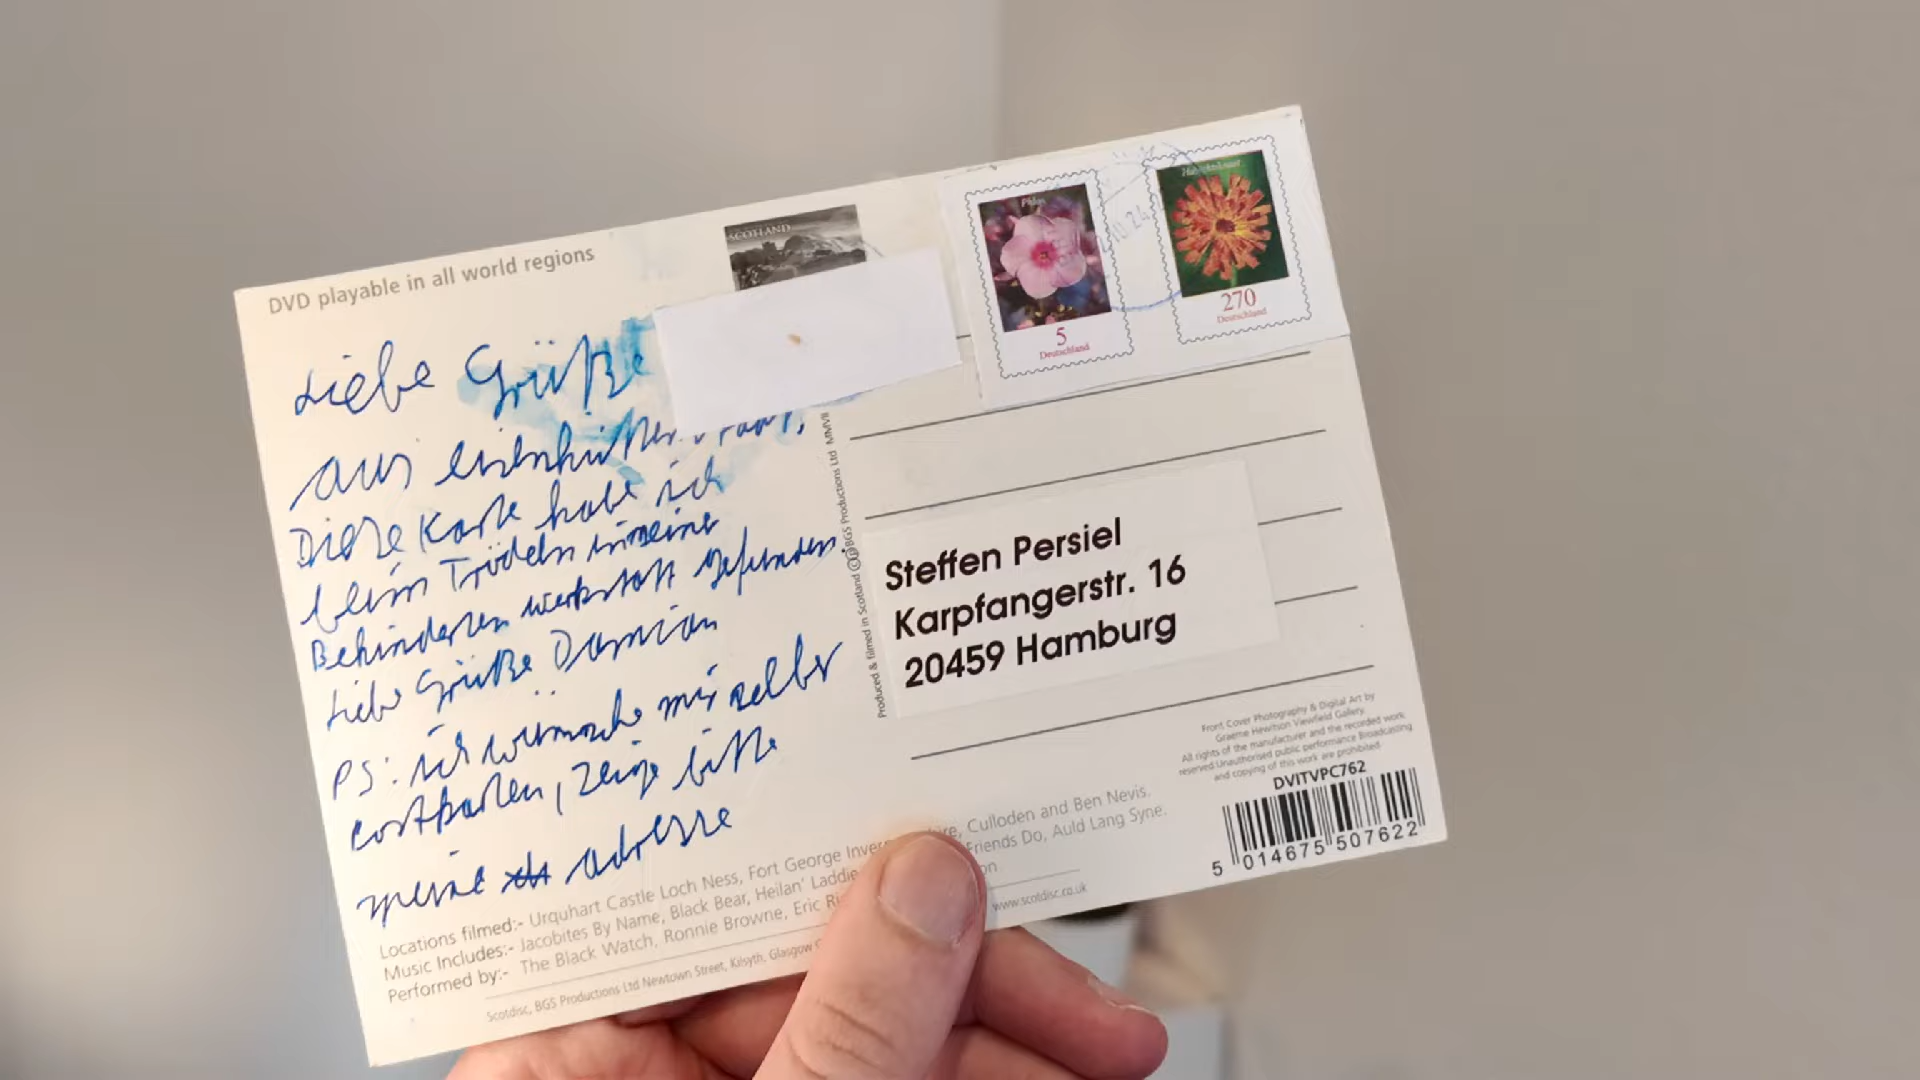 DVD playable in all world regions
SCOTLAND
Phlox
5
Deutschland
270
Deutschland
Liebe Grüße
aus
Diese Karte habe ich
beim Trödeln in meiner
Behinderten werkstatt gefunden.
Liebe Grüße Damian
PS: ich wünsche mir selber
Postkarten, zeige bitte
meine adresse
Produced & filmed in Scotland ©℗BGS Productions Ltd MMVII
Steffen Persiel
Karpfangerstr. 16
20459 Hamburg
Front Cover Photography & Digital Art by
Graeme Hewitson Viewfield Gallery.
All rights of the manufacturer and the recorded work
reserved. Unauthorised public performance Broadcasting
and copying of this work are prohibited
DVITVPC762
5 014675 507622
Locations filmed:- Urquhart Castle Loch Ness, Fort George Culloden and Ben Nevis.
Music Includes:- Jacobites By Name, Black Bear, Heilan' Laddie Friends Do, Auld Lang Syne.
Performed by:- The Black Watch, Ronnie Browne, Eric
Scotdisc, BGS Productions Ltd Newtown Street, Kilsyth, Glasgow www.scotdisc.co.uk